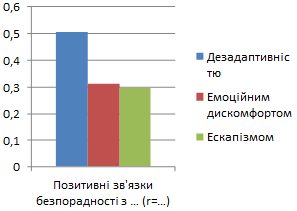 0,6
0,5
0,4
0,3
0,2
0,1
0
Позитивні зв'язки
безпорадності з ... (r=...)
Дезадаптивніс
тю
Емоційним
дискомфортом
Ескапізмом